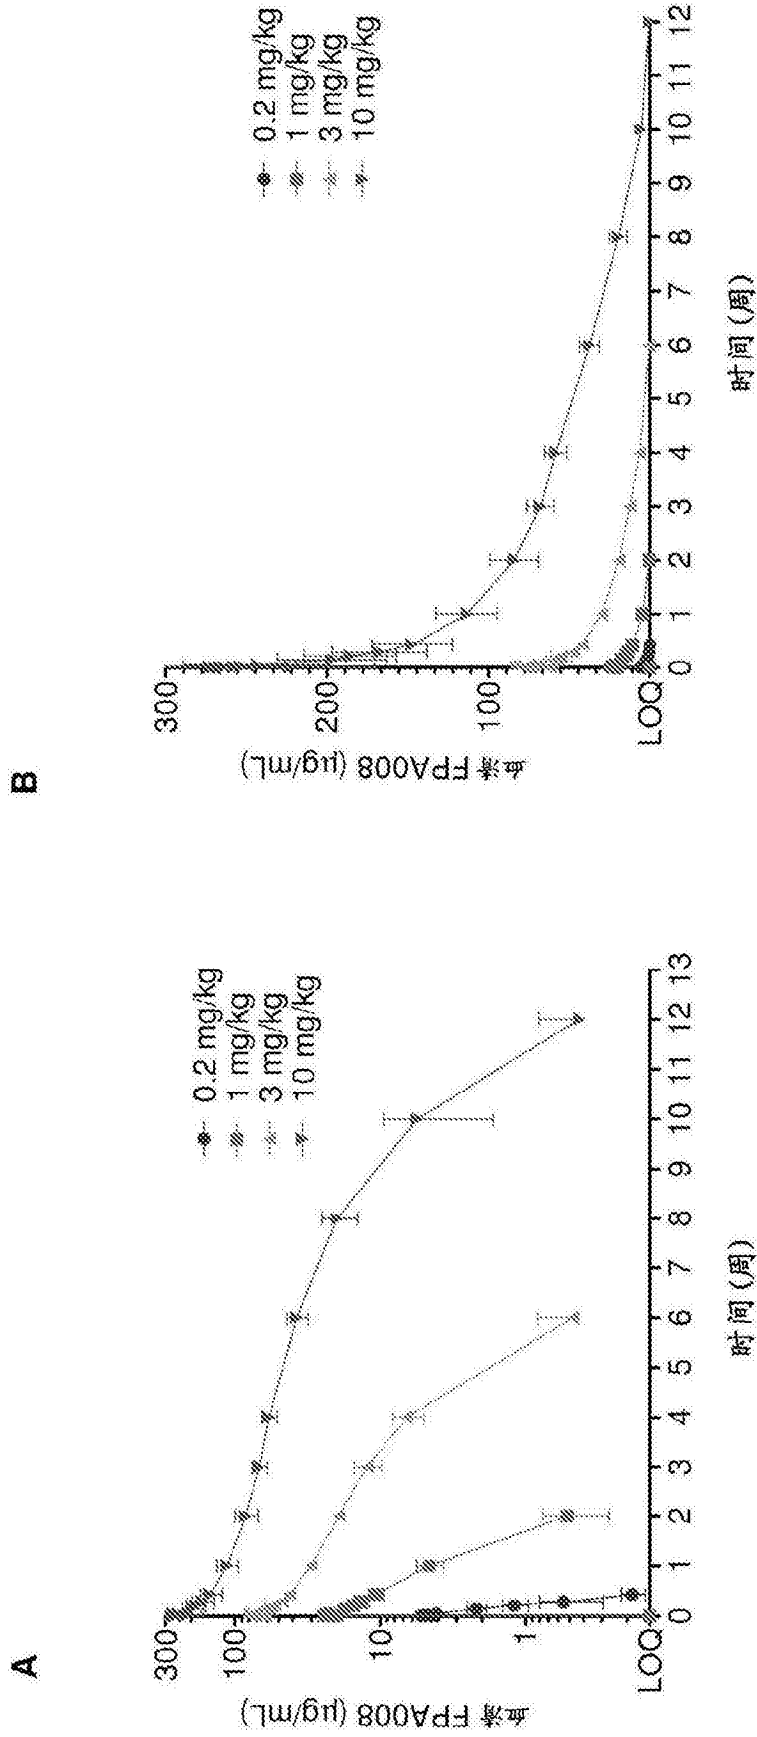 A
血清 FPA008 (µg/mL)
300
100
10
1
LOQ
0 1 2 3 4 5 6 7 8 9 10 11 12 13
时间 (周)
0.2 mg/kg
1 mg/kg
3 mg/kg
10 mg/kg
B
血清 FPA008 (µg/mL)
300
200
100
LOQ
0 1 2 3 4 5 6 7 8 9 10 11 12
时间 (周)
0.2 mg/kg
1 mg/kg
3 mg/kg
10 mg/kg